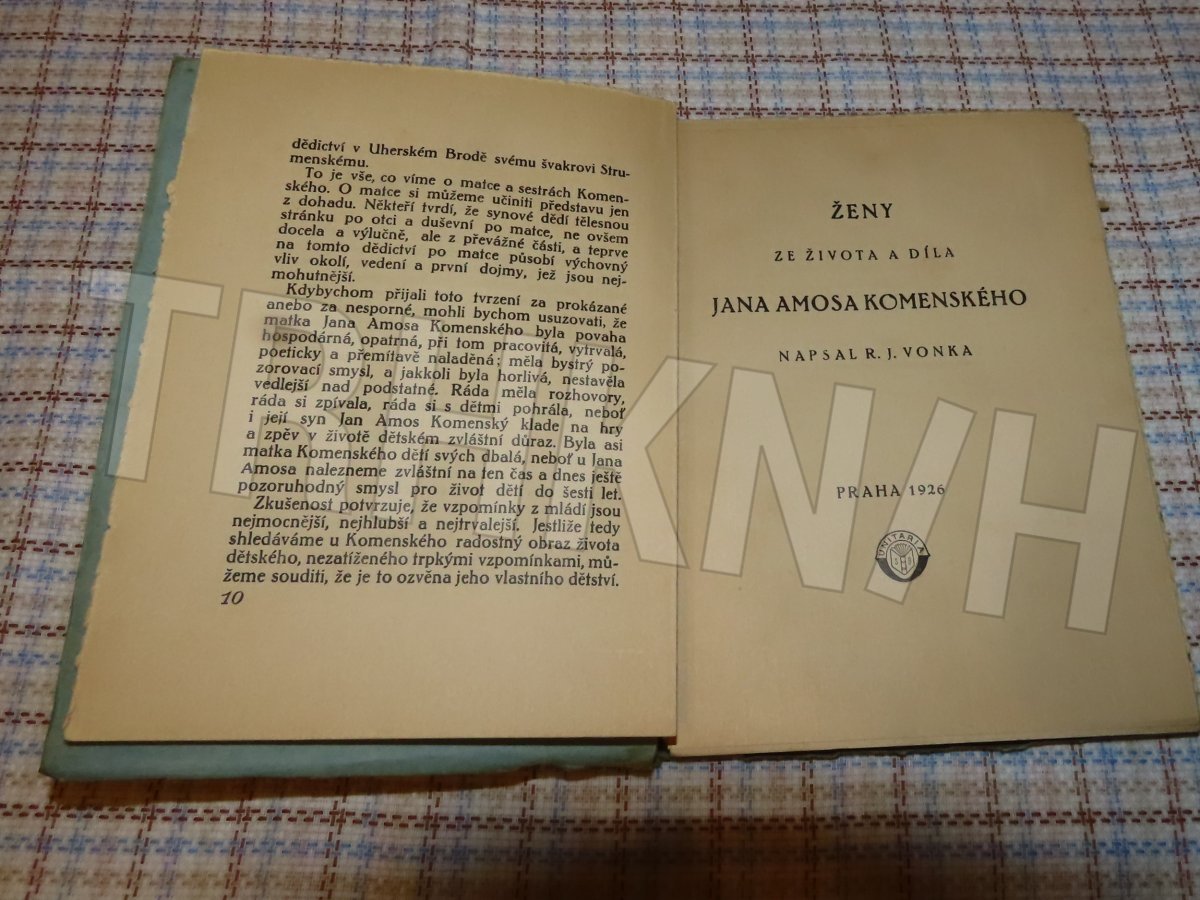 dědictví v Uherském Brodě svému švakrovi Stru-
menskému.
To je vše, co víme o matce a sestrách Komen-
ského. O matce si můžeme učiniti představu jen
z dohadu. Někteří tvrdí, že synové dědí tělesnou
stránku po otci a duševní po matce, ne ovšem
docela a výlučně, ale z převážné části, a teprve
na tomto dědictví po matce působí výchovný
vliv okolí, vedení a první dojmy, jež jsou nej-
mohutnější.
Kdybychom přijali toto tvrzení za prokázané
anebo za nesporné, mohli bychom usuzovati, že
matka Jana Amosa Komenského byla povaha
hospodárná, opatrná, při tom pracovitá, vytrvalá,
poeticky a přemítavě naladěná; měla bystrý po-
zorovací smysl, a jakkoli byla horlivá, nestavěla
vedlejší nad podstatné. Ráda měla rozhovory,
ráda si zpívala, ráda si s dětmi pohrála, neboť
i její syn Jan Amos Komenský klade na hry
a zpěv v životě dětském zvláštní důraz. Byla asi
matka Komenského dětí svých dbalá, neboť u Jana
Amosa nalezneme zvláštní na ten čas a dnes ještě
pozoruhodný smysl pro život dětí do šesti let.
Zkušenost potvrzuje, že vzpomínky z mládí jsou
nejmocnější, nejhlubší a nejtrvalejší. Jestliže tedy
shledáváme u Komenského radostný obraz života
dětského, nezatíženého trpkými vzpomínkami, mů-
žeme souditi, že je to ozvěna jeho vlastního dětství.
10
ŽENY
ZE ŽIVOTA A DÍLA
JANA AMOSA KOMENSKÉHO
NAPSAL R. J. VONKA
PRAHA 1926
UNITARIA
TRHKN/H